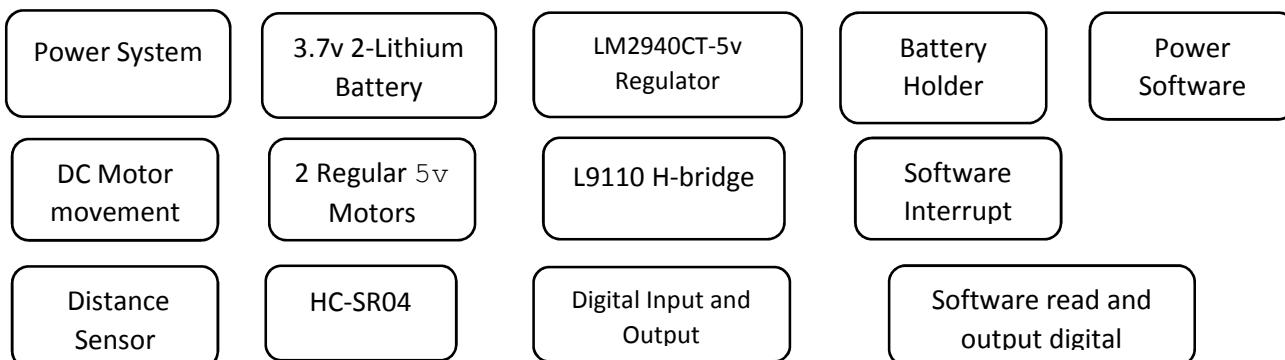 Power System
3.7v 2-Lithium
Battery
LM2940CT-5v
Regulator
Battery
Holder
Power
Software
DC Motor
movement
2 Regular 5v
Motors
L9110 H-bridge
Software
Interrupt
Distance
Sensor
HC-SR04
Digital Input and
Output
Software read and
output digital